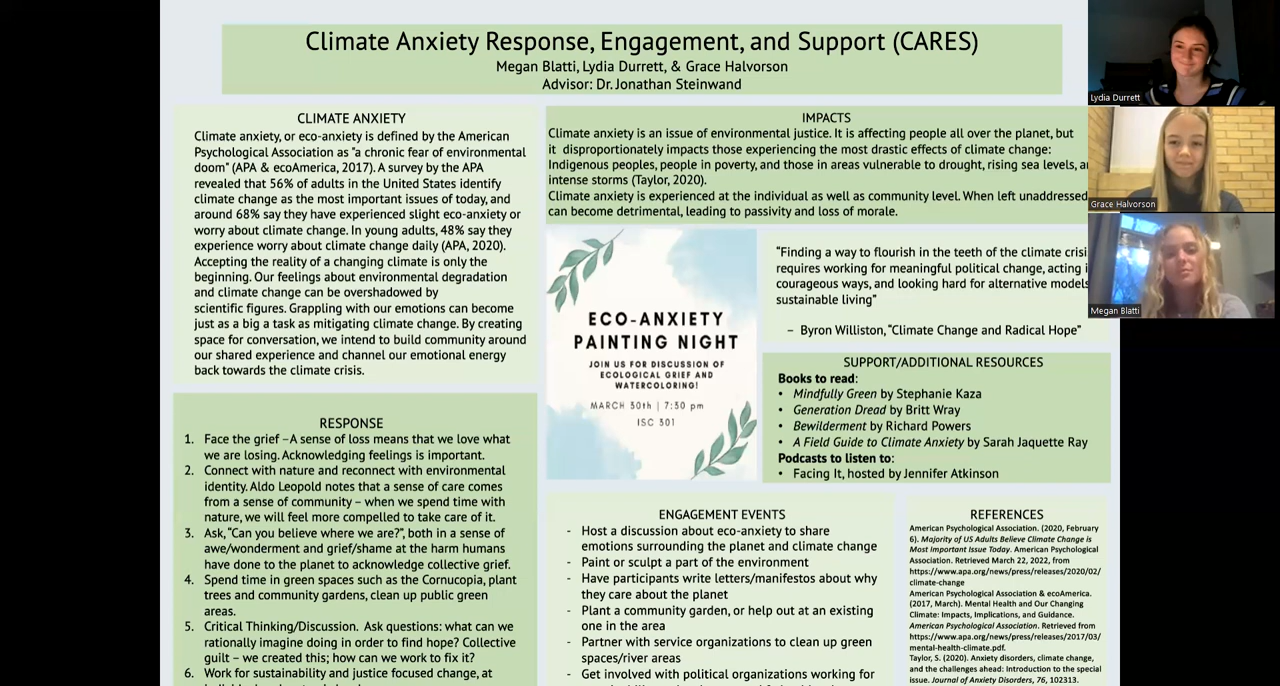 Climate Anxiety Response, Engagement, and Support (CARES)
Megan Blatti, Lydia Durrett, & Grace Halvorson
Advisor: Dr. Jonathan Steinwand
CLIMATE ANXIETY
Climate anxiety, or eco-anxiety is defined by the American
Psychological Association as "a chronic fear of environmental
doom" (APA & ecoAmerica, 2017). A survey by the APA
revealed that 56% of adults in the United States identify
climate change as the most important issues of today, and
around 68% say they have experienced slight eco-anxiety or
worry about climate change. In young adults, 48% say they
experience worry about climate change daily (APA, 2020).
Accepting the reality of a changing climate is only the
beginning. Our feelings about environmental degradation
and climate change can be overshadowed by
scientific figures. Grappling with our emotions can become
just as a big a task as mitigating climate change. By creating
space for conversation, we intend to build community around
our shared experience and channel our emotional energy
back towards the climate crisis.
RESPONSE
1. Face the grief –A sense of loss means that we love what
we are losing. Acknowledging feelings is important.
2. Connect with nature and reconnect with environmental
identity. Aldo Leopold notes that a sense of care comes
from a sense of community – when we spend time with
nature, we will feel more compelled to take care of it.
3. Ask, "Can you believe where we are?", both in a sense of
awe/wonderment and grief/shame at the harm humans
have done to the planet to acknowledge collective grief.
4. Spend time in green spaces such as the Cornucopia, plant
trees and community gardens, clean up public green
areas.
5. Critical Thinking/Discussion. Ask questions: what can we
rationally imagine doing in order to find hope? Collective
guilt – we created this; how can we work to fix it?
6. Work for sustainability and justice focused change, at
IMPACTS
Climate anxiety is an issue of environmental justice. It is affecting people all over the planet, but
it disproportionately impacts those experiencing the most drastic effects of climate change:
Indigenous peoples, people in poverty, and those in areas vulnerable to drought, rising sea levels,
intense storms (Taylor, 2020).
Climate anxiety is experienced at the individual as well as community level. When left unaddressed
can become detrimental, leading to passivity and loss of morale.
ECO-ANXIETY
PAINTING NIGHT
JOIN US FOR DISCUSSION OF
ECOLOGICAL GRIEF AND
WATERCOLORING!
MARCH 30th | 7:30 pm
ISC 301
"Finding a way to flourish in the teeth of the climate
requires working for meaningful political change, acting
courageous ways, and looking hard for alternative models
sustainable living"
– Byron Williston, "Climate Change and Radical Hope"
SUPPORT/ADDITIONAL RESOURCES
Books to read:
• Mindfully Green by Stephanie Kaza
• Generation Dread by Britt Wray
• Bewilderment by Richard Powers
• A Field Guide to Climate Anxiety by Sarah Jaquette Ray
Podcasts to listen to:
• Facing It, hosted by Jennifer Atkinson
ENGAGEMENT EVENTS
- Host a discussion about eco-anxiety to share
emotions surrounding the planet and climate change
- Paint or sculpt a part of the environment
- Have participants write letters/manifestos about why
they care about the planet
- Plant a community garden, or help out at an existing
one in the area
- Partner with service organizations to clean up green
spaces/river areas
- Get involved with political organizations working for
REFERENCES
American Psychological Association. (2020, February
6). Majority of US Adults Believe Climate Change is
Most Important Issue Today. American Psychological
Association. Retrieved March 22, 2022, from
https://www.apa.org/news/press/releases/2020/02/
climate-change
American Psychological Association & ecoAmerica.
(2017, March). Mental Health and Our Changing
Climate: Impacts, Implications, and Guidance.
American Psychological Association. Retrieved from
https://www.apa.org/news/press/releases/2017/03/
mental-health-climate.pdf.
Taylor, S. (2020). Anxiety disorders, climate change,
and the challenges ahead: Introduction to the special
issue. Journal of Anxiety Disorders, 76, 102313.
Lydia Durrett
Grace Halvorson
Megan Blatti